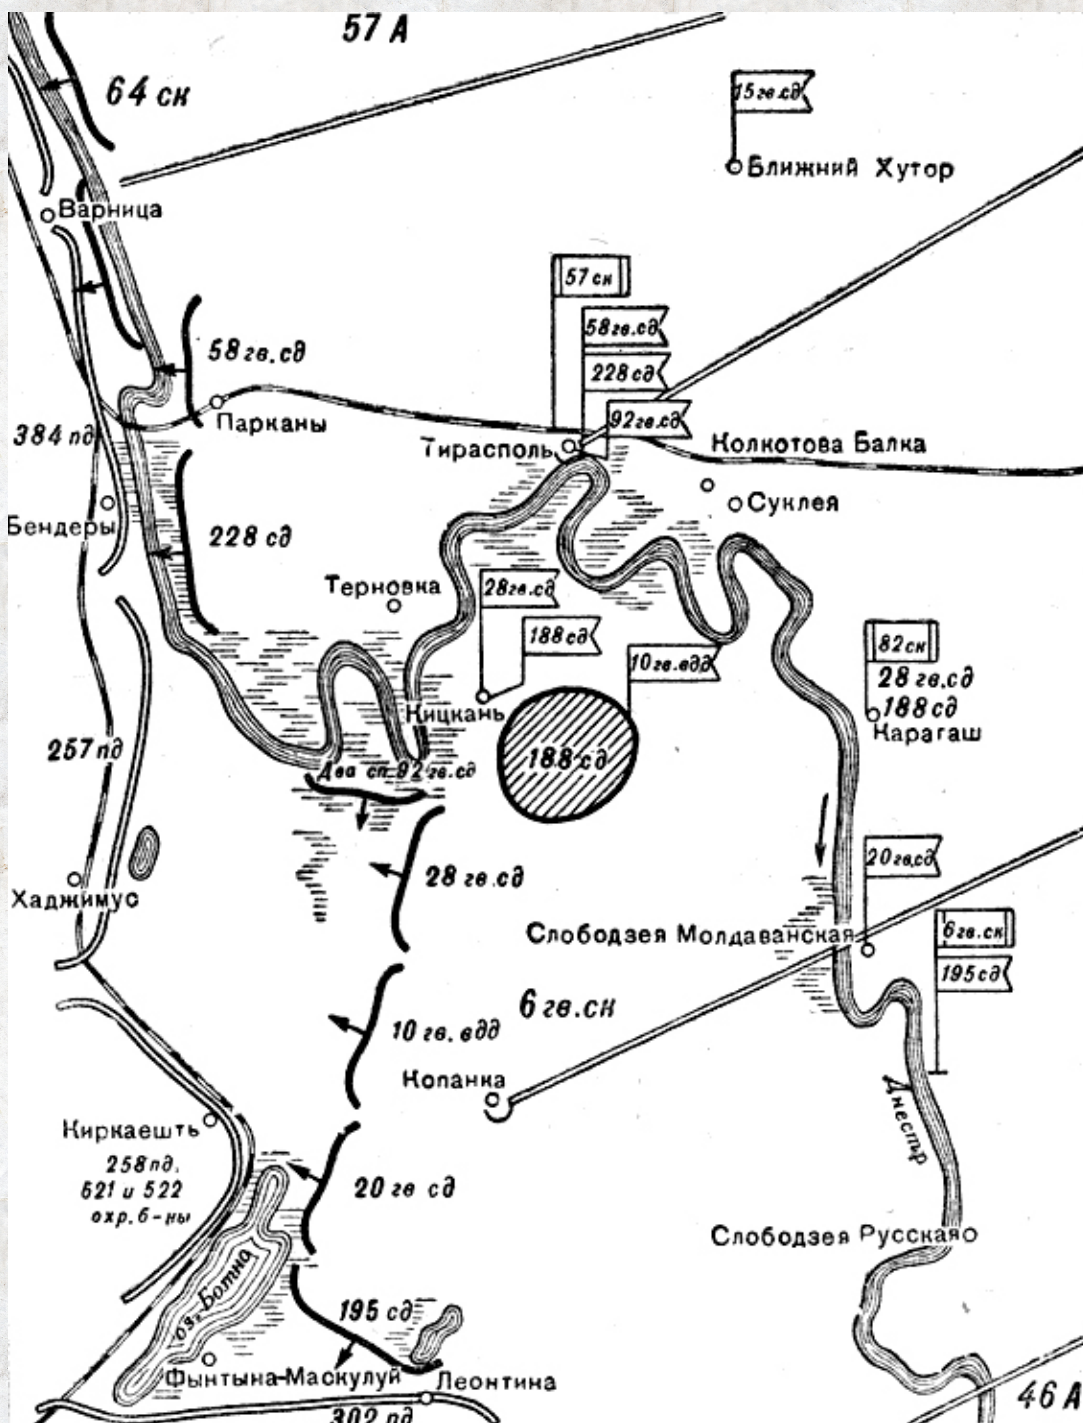 57 А
64 ск
15 гв.сд
Ближний Хутор
Варница
57 ск
58 гв.сд
58 гв.сд
228 сд
92 гв.сд
384 пд
Парканы
Тирасполь
Колкотова Балка
Бендеры
Суклея
228 сд
Терновка
28 гв.сд
188 сд
82 ск
10 гв.вдд
28 гв.сд
188 сд
Кицкань
Карагаш
257 пд
188 сд
Два сп 92 гв.сд
20 гв.сд
28 гв.сд
Хаджимус
Слободзея Молдаванская
6 гв.ск
195 сд
6 гв.ск
10 гв. вдд
Копанка
Днестр
Киркаешть
258 пд,
621 и 522
охр. б-ны
20 гв сд
Слободзея Русская
оз. Ботна
195 сд
Фынтына-Маскулуй
Леонтина
46 А
302 пд